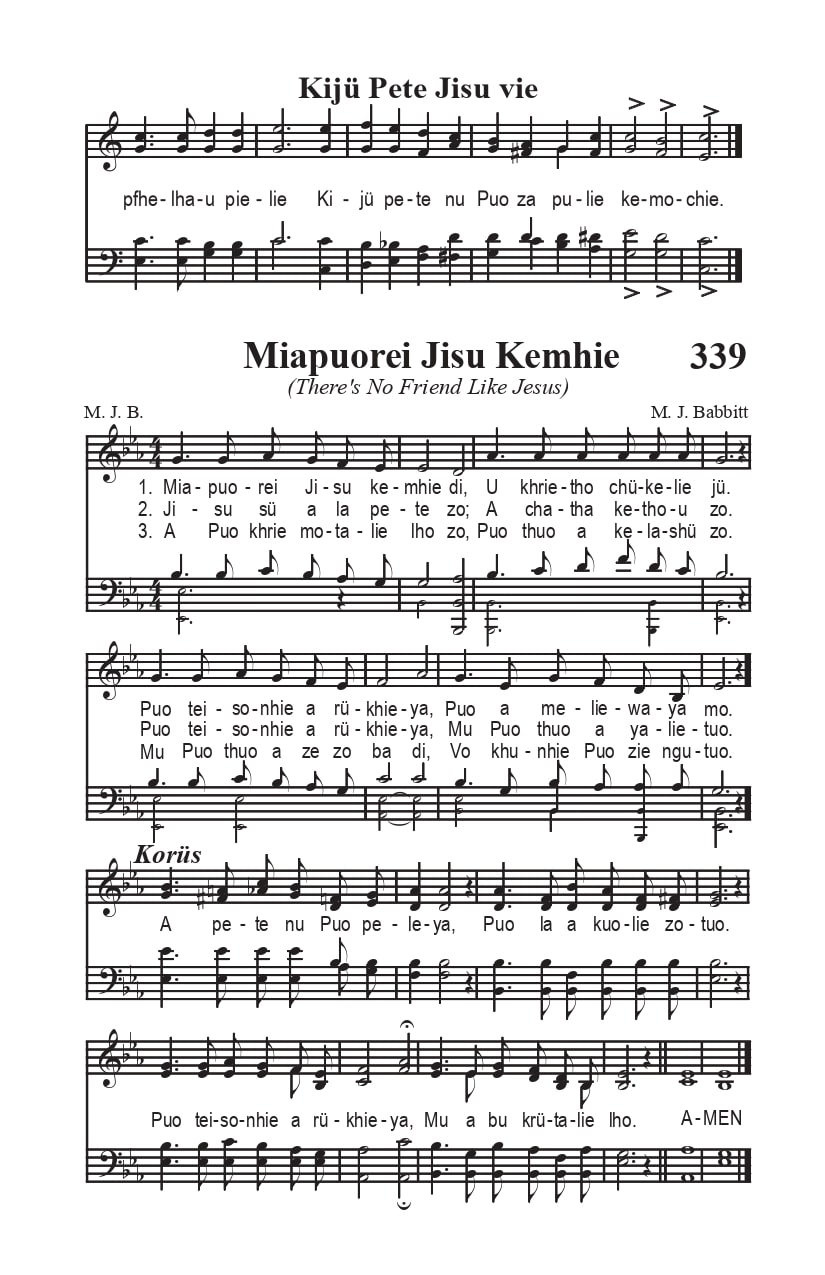 Kijü Pete Jisu vie
pfhe-lha-u pie-lie Ki-jü pe-te nu Puo za pu-lie ke-mo-chie.
Miapuorei Jisu Kemhie 339
(There's No Friend Like Jesus)
M. J. B. M. J. Babbitt
1. Mia-puo-rei Ji-su ke-mhie di, U khrie-tho chü-ke-lie jü.
2. Ji-su sü a la pe-te zo; A cha-tha ke-tho-u zo.
3. A Puo khrie mo-ta-lie lho zo, Puo thuo a ke-la-shü zo.
Puo tei-so-nhie a rü-khie-ya, Puo a me-lie-wa-ya mo.
Puo tei-so-nhie a rü-khie-ya, Mu Puo thuo a ya-lie-tuo.
Mu Puo thuo a ze zo ba di, Vo khu-nhie Puo zie ngu-tuo.
Korüs
A pe-te nu Puo pe-le-ya, Puo la a kuo-lie zo-tuo.
Puo tei-so-nhie a rü-khie-ya, Mu a bu krü-ta-lie lho. A-MEN